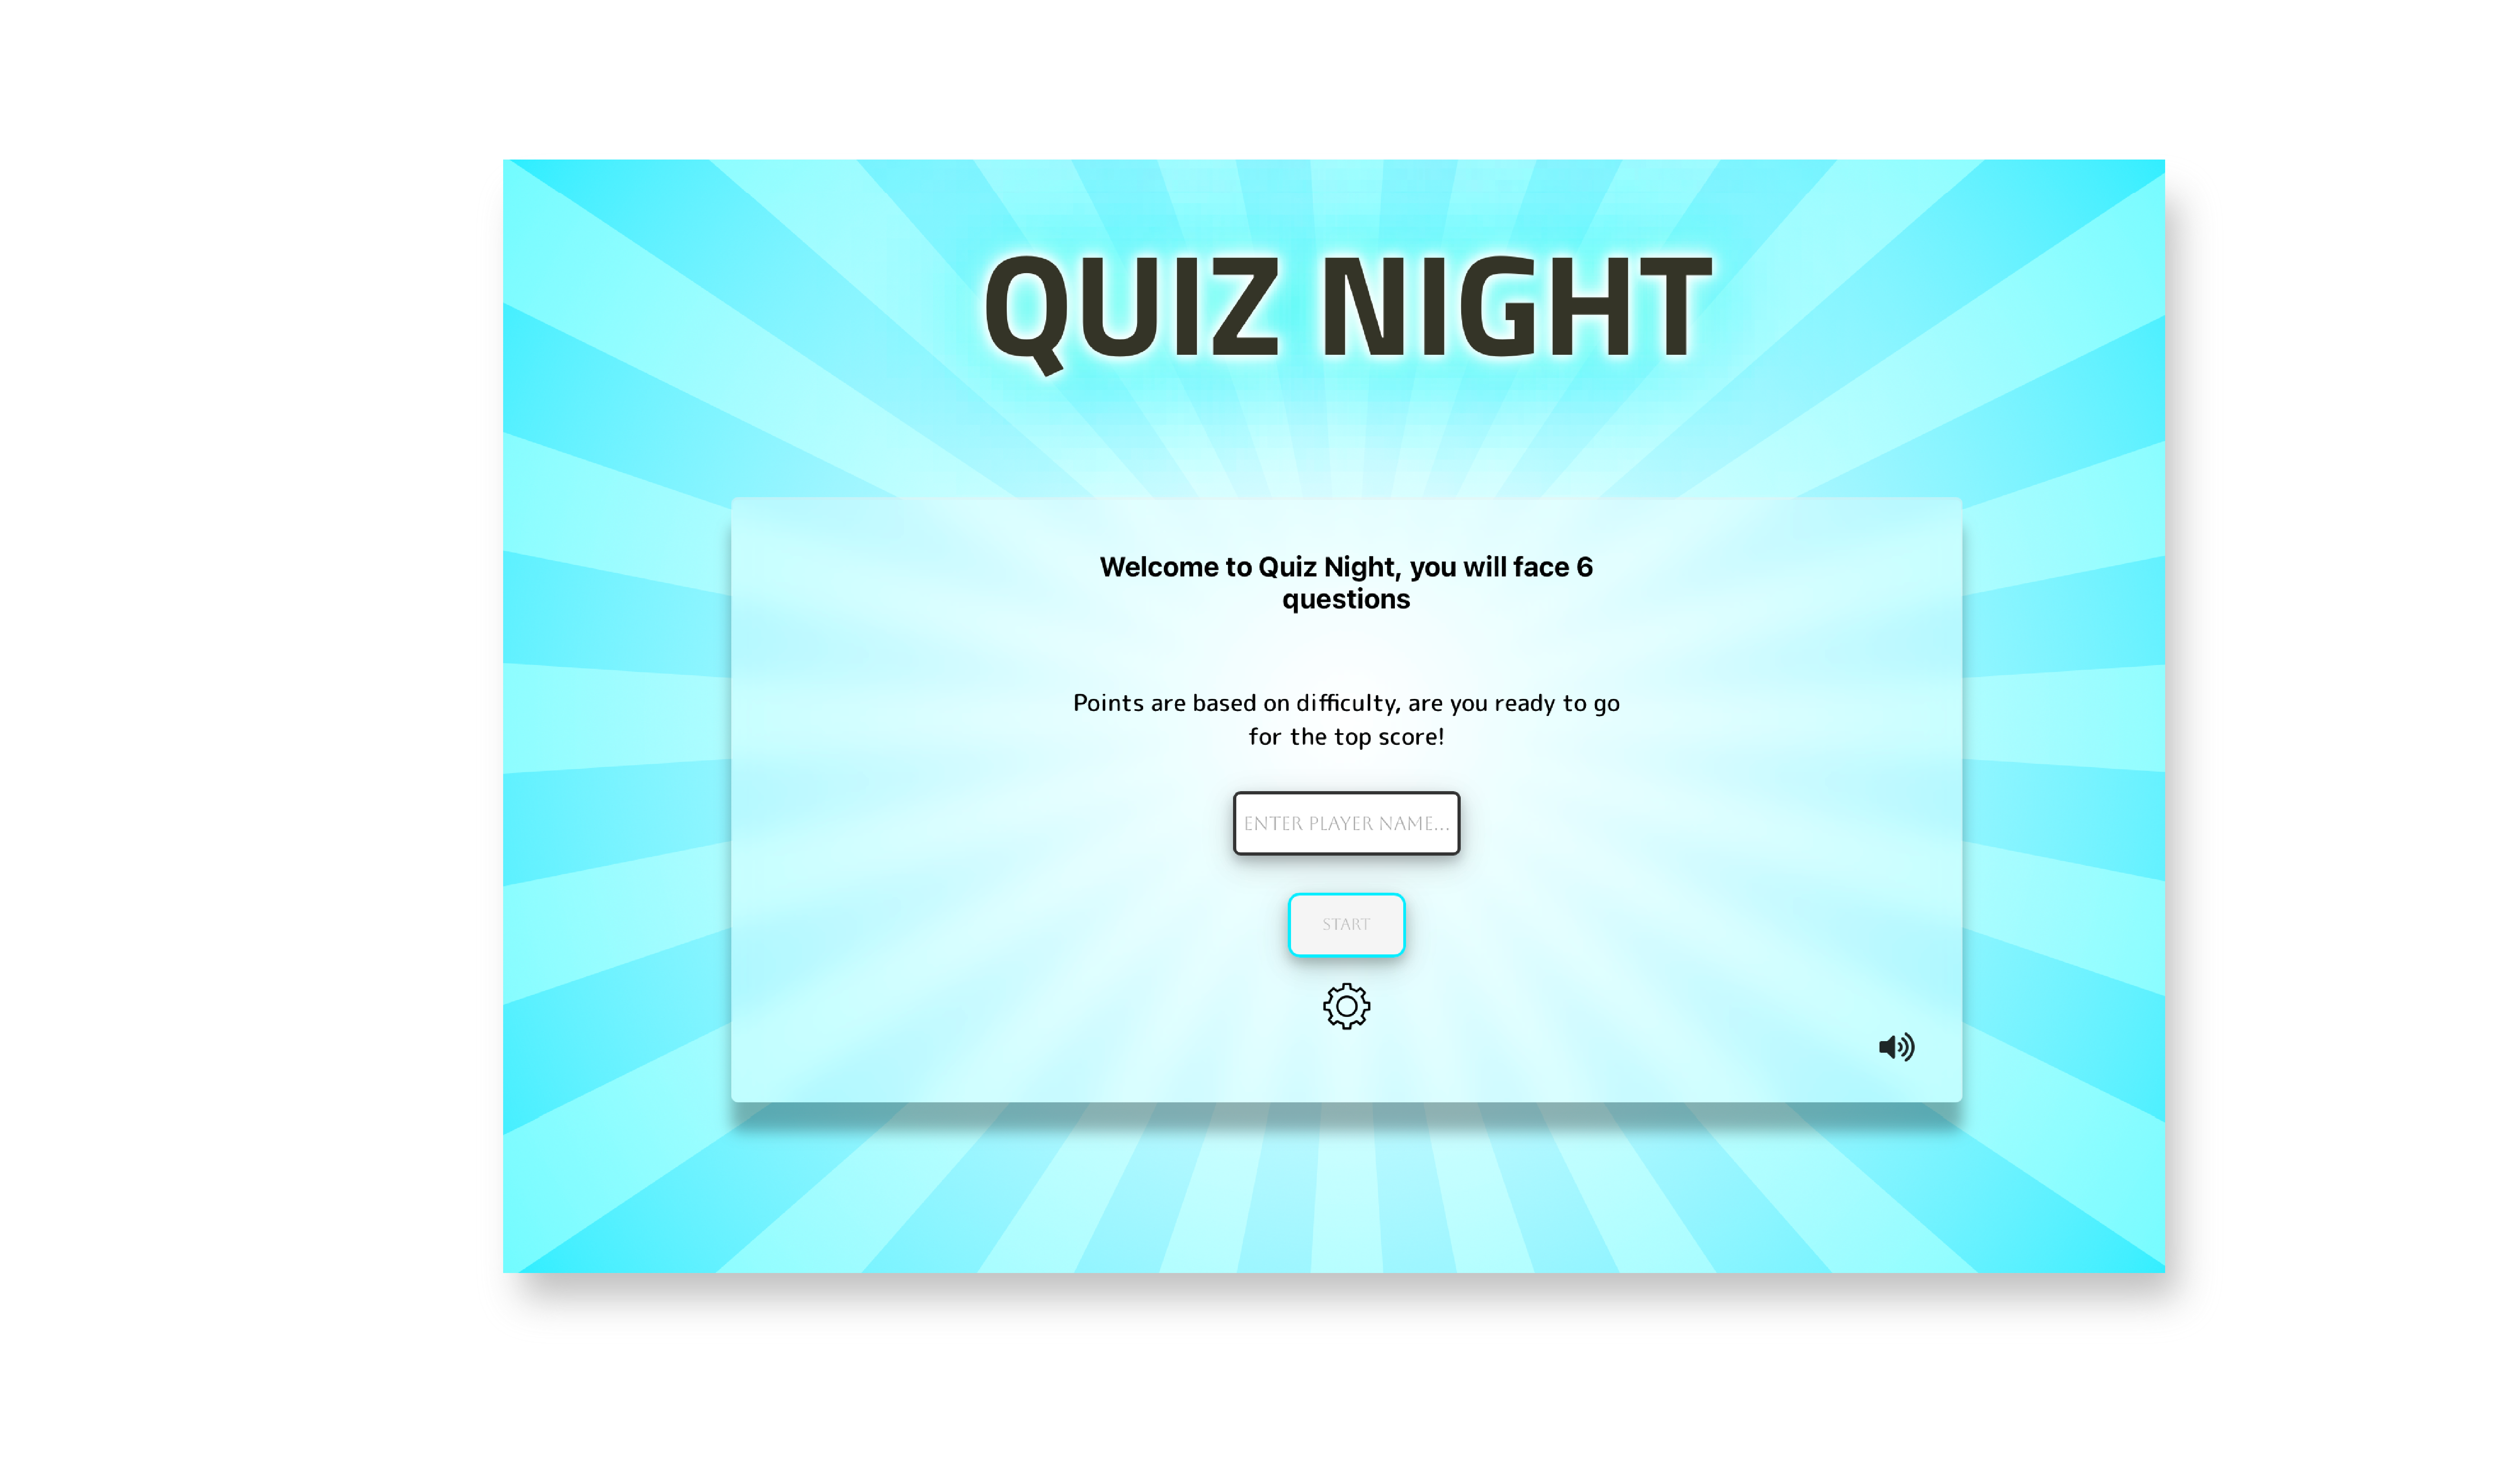 QUIZ NIGHT
Welcome to Quiz Night, you will face 6
questions
Points are based on difficulty, are you ready to go
for the top score!
ENTER PLAYER NAME...
START